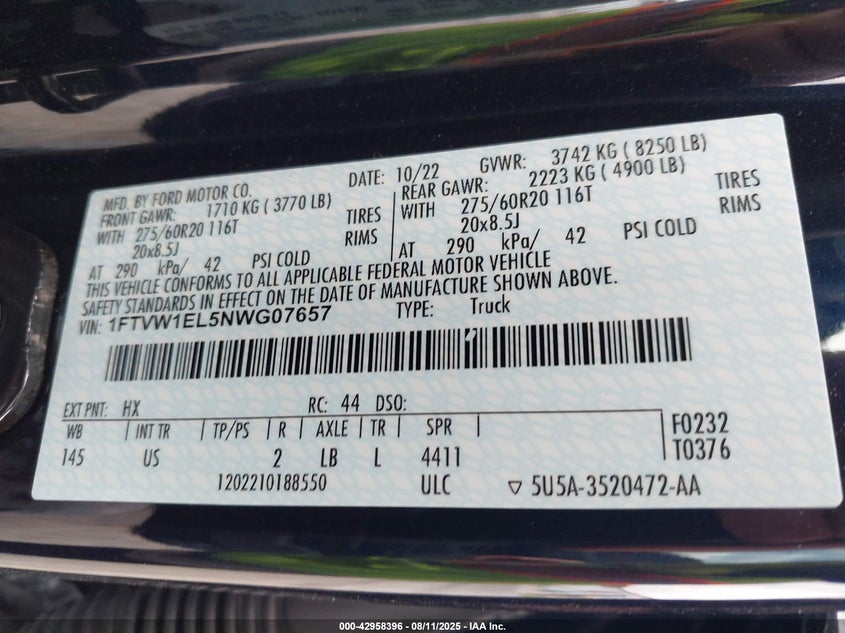 MFD. BY FORD MOTOR CO. DATE: 10/22 GVWR: 3742 KG ( 8250 LB)
FRONT GAWR: 1710 KG ( 3770 LB) REAR GAWR: 2223 KG ( 4900 LB)
WITH 275/60R20 116T TIRES WITH 275/60R20 116T TIRES
20x8.5J RIMS 20x8.5J RIMS
AT 290 kPa/ 42 PSI COLD AT 290 kPa/ 42 PSI COLD
THIS VEHICLE CONFORMS TO ALL APPLICABLE FEDERAL MOTOR VEHICLE
SAFETY STANDARDS IN EFFECT ON THE DATE OF MANUFACTURE SHOWN ABOVE.
VIN: 1FTVW1EL5NWG07657 TYPE: Truck
EXT PNT: HX RC: 44 DSO:
WB INT TR TP/PS R AXLE TR SPR F0232
145 US 2 LB L 4411 T0376
1202210188550 ULC ▽ 5U5A-3520472-AA
000-42958396 - 08/11/2025 - IAA Inc.